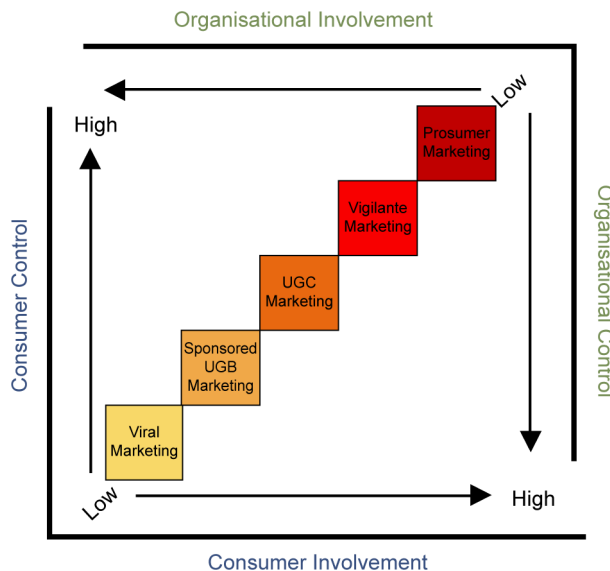 Organisational Involvement
Low
High
Prosumer
Marketing
Vigilante
Marketing
Consumer Control
Organisational Control
UGC
Marketing
Sponsored
UGB
Marketing
Viral
Marketing
Low
High
Consumer Involvement